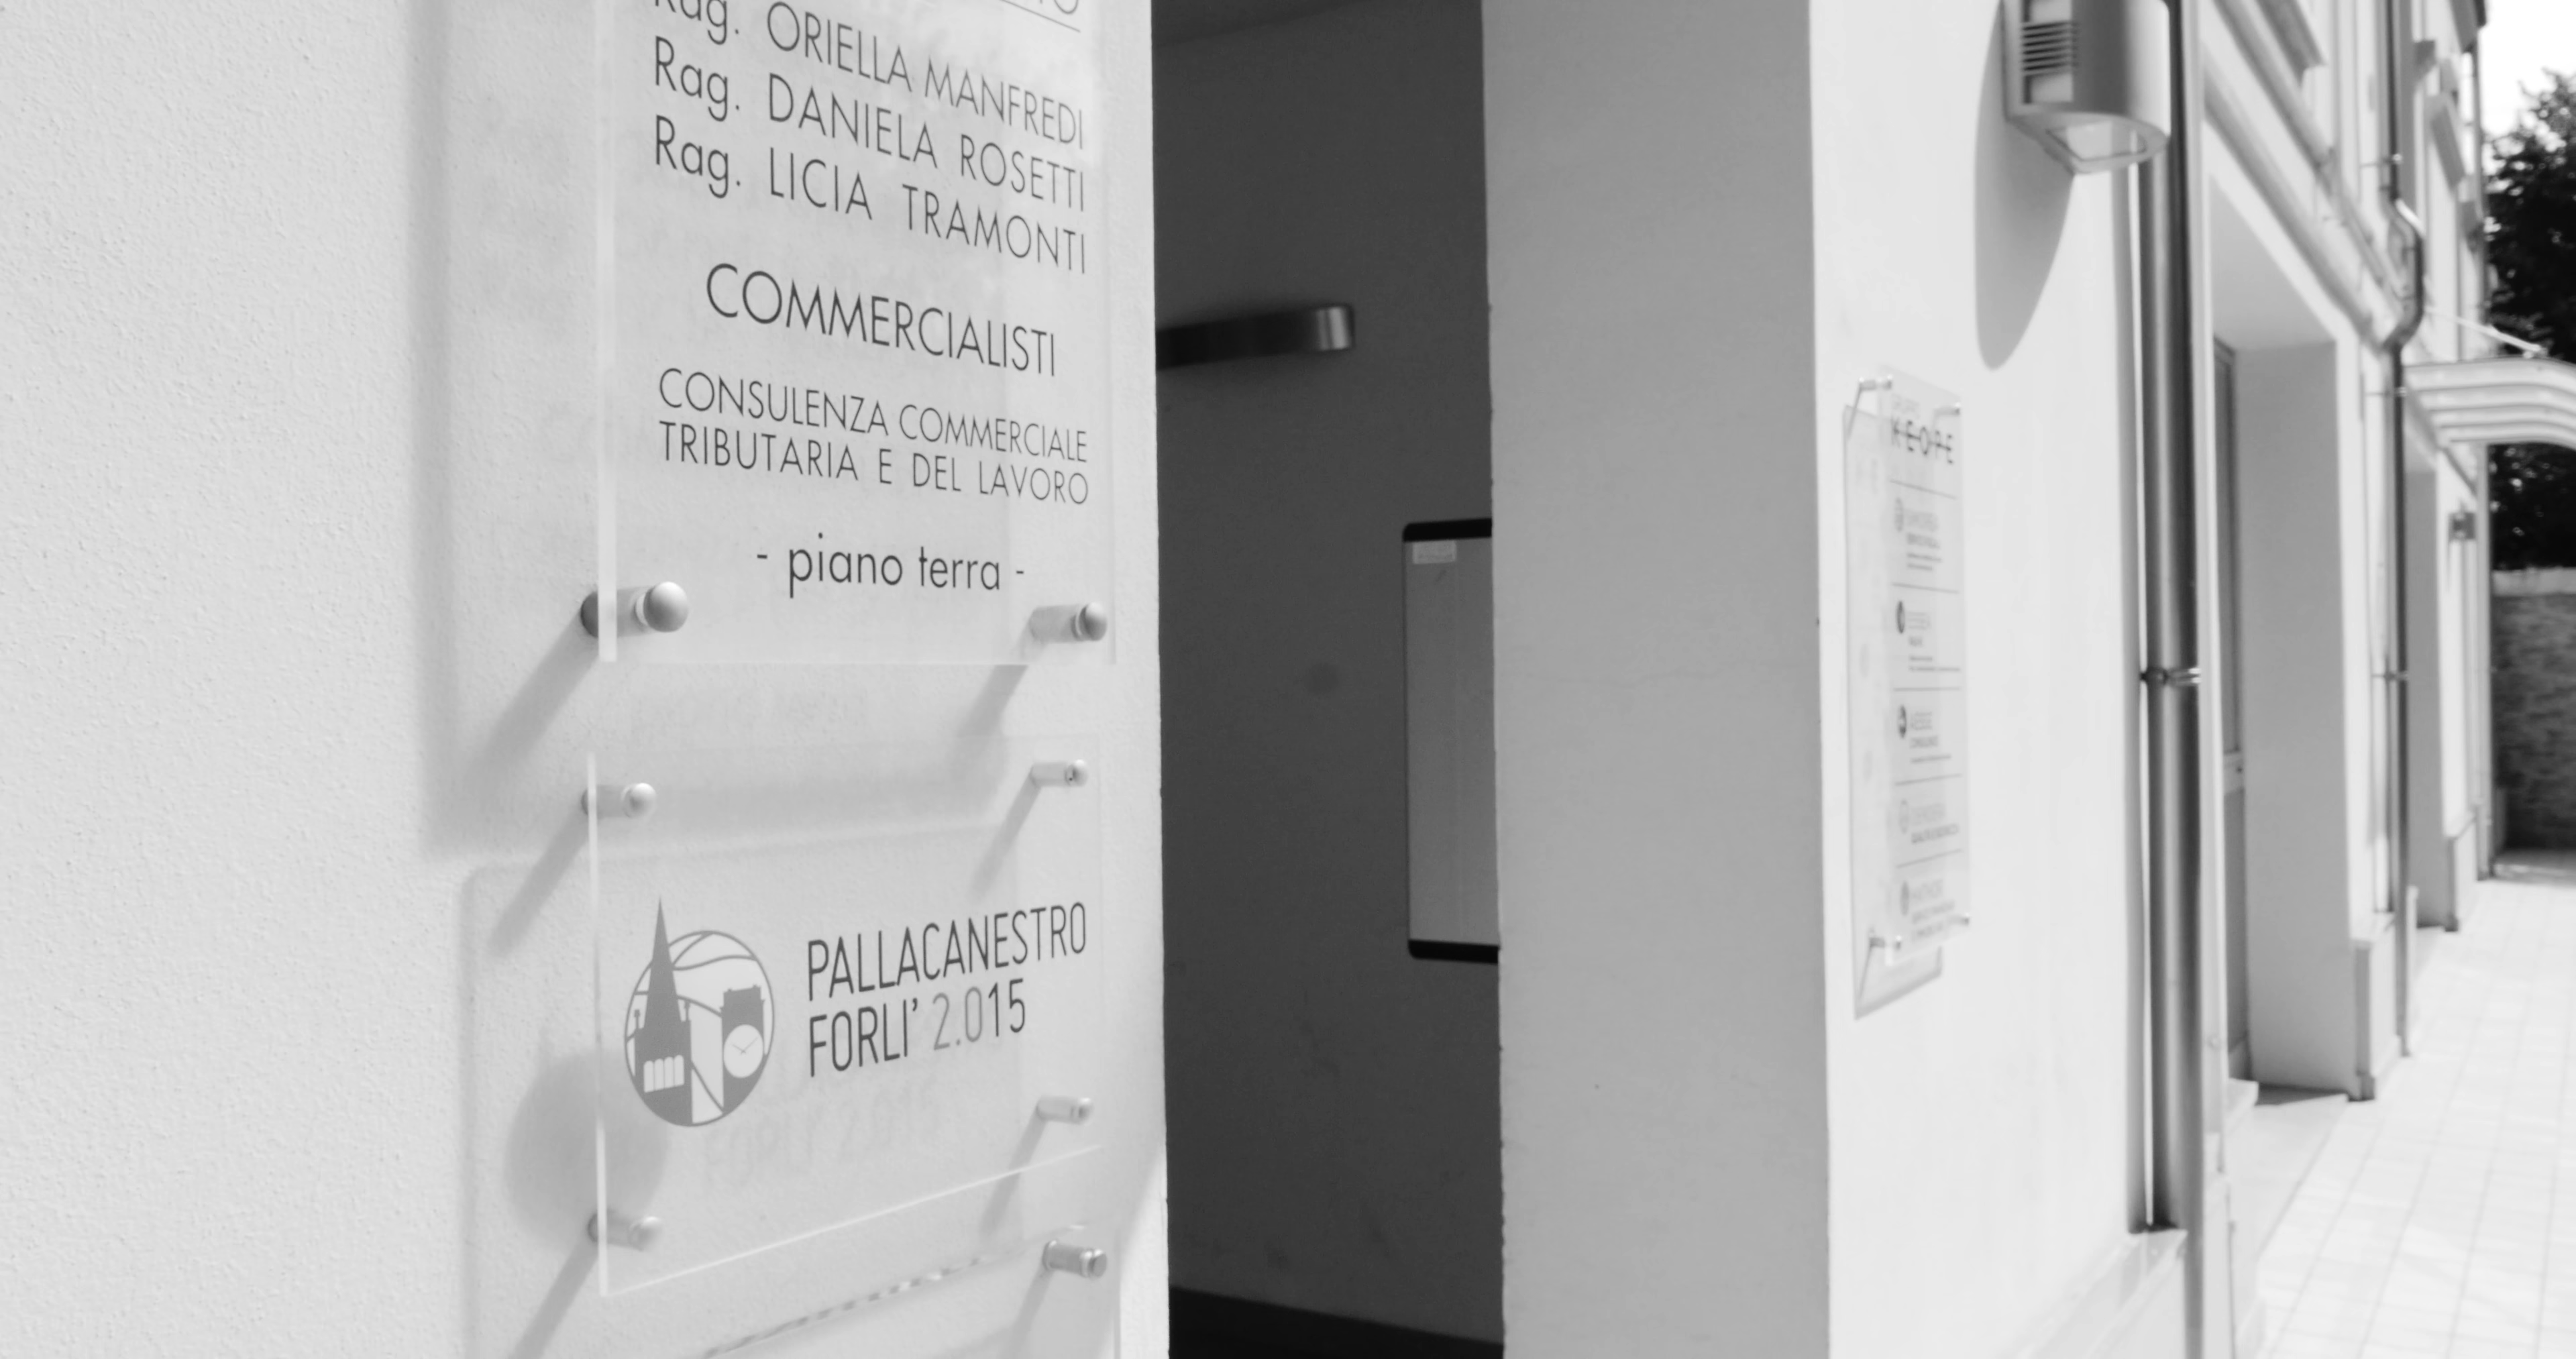 Rag. ORIELLA MANFREDI
Rag. DANIELA ROSETTI
Rag. LICIA TRAMONTI
COMMERCIALISTI
CONSULENZA COMMERCIALE
TRIBUTARIA E DEL LAVORO
- piano terra -
PALLACANESTRO
FORLI' 2.015
KEOPE